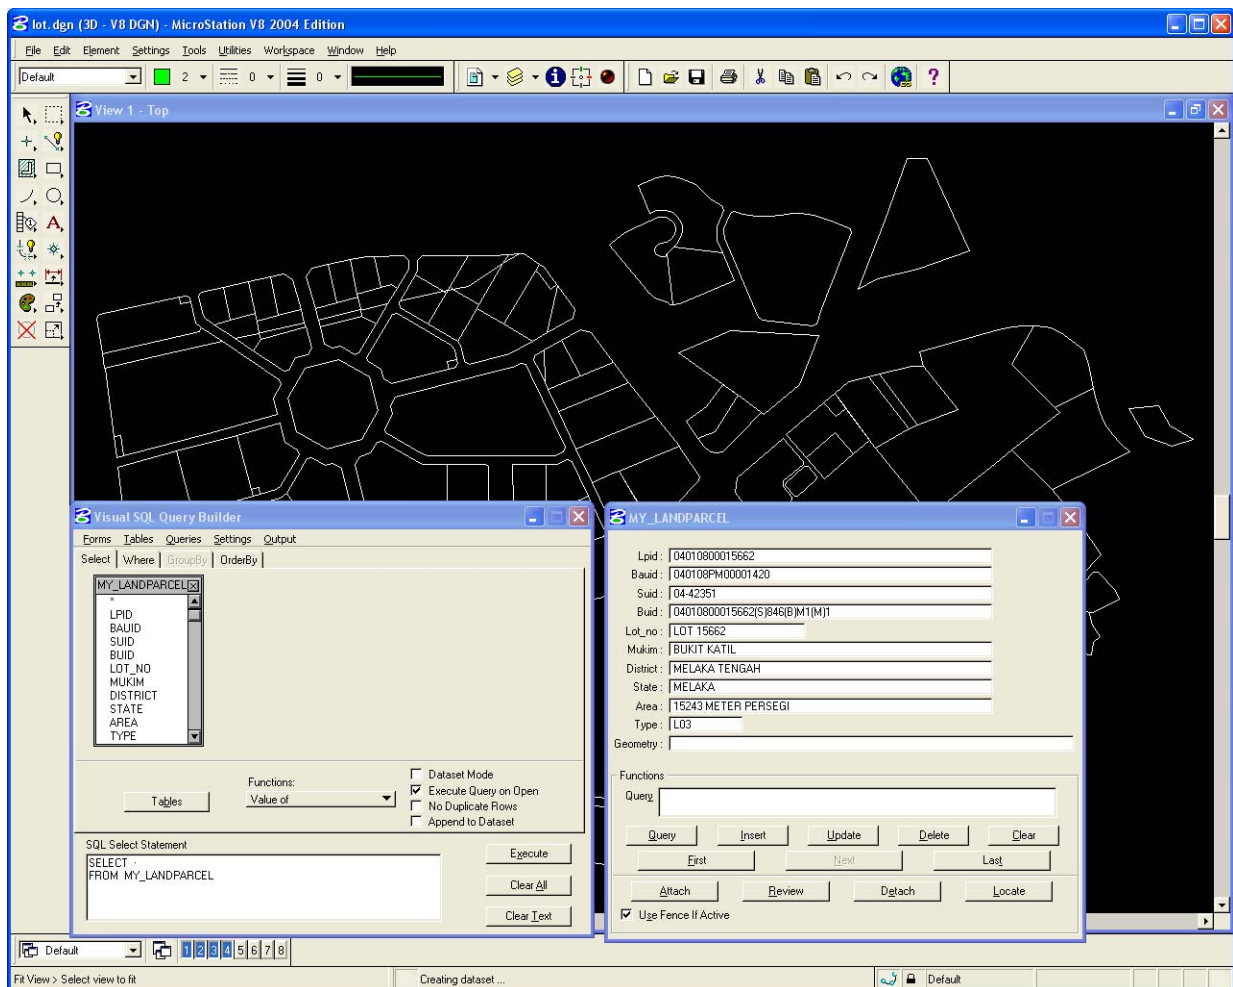 lot.dgn (3D - V8 DGN) - MicroStation V8 2004 Edition
File Edit Element Settings Tools Utilities Workspace Window Help
Default 2 0 0
View 1 - Top
Visual SQL Query Builder
Forms Tables Queries Settings Output
Select Where GroupBy OrderBy
MY_LANDPARCEL
*
LPID
BAUID
SUID
BUID
LOT_NO
MUKIM
DISTRICT
STATE
AREA
TYPE
Tables
Functions:
Value of
Dataset Mode
Execute Query on Open
No Duplicate Rows
Append to Dataset
SQL Select Statement
SELECT
FROM MY_LANDPARCEL
Execute
Clear All
Clear Text
MY_LANDPARCEL
Lpid : 04010800015662
Bauid : 040108PM00001420
Suid : 04-42351
Buid : 04010800015662(S)846(B)M1(M)1
Lot_no : LOT 15662
Mukim : BUKIT KATIL
District : MELAKA TENGAH
State : MELAKA
Area : 15243 METER PERSEGI
Type : L03
Geometry :
Functions
Query
Query Insert Update Delete Clear
First Next Last
Attach Review Detach Locate
Use Fence If Active
Default 1 2 3 4 5 6 7 8
Fit View > Select view to fit Creating dataset ... Default